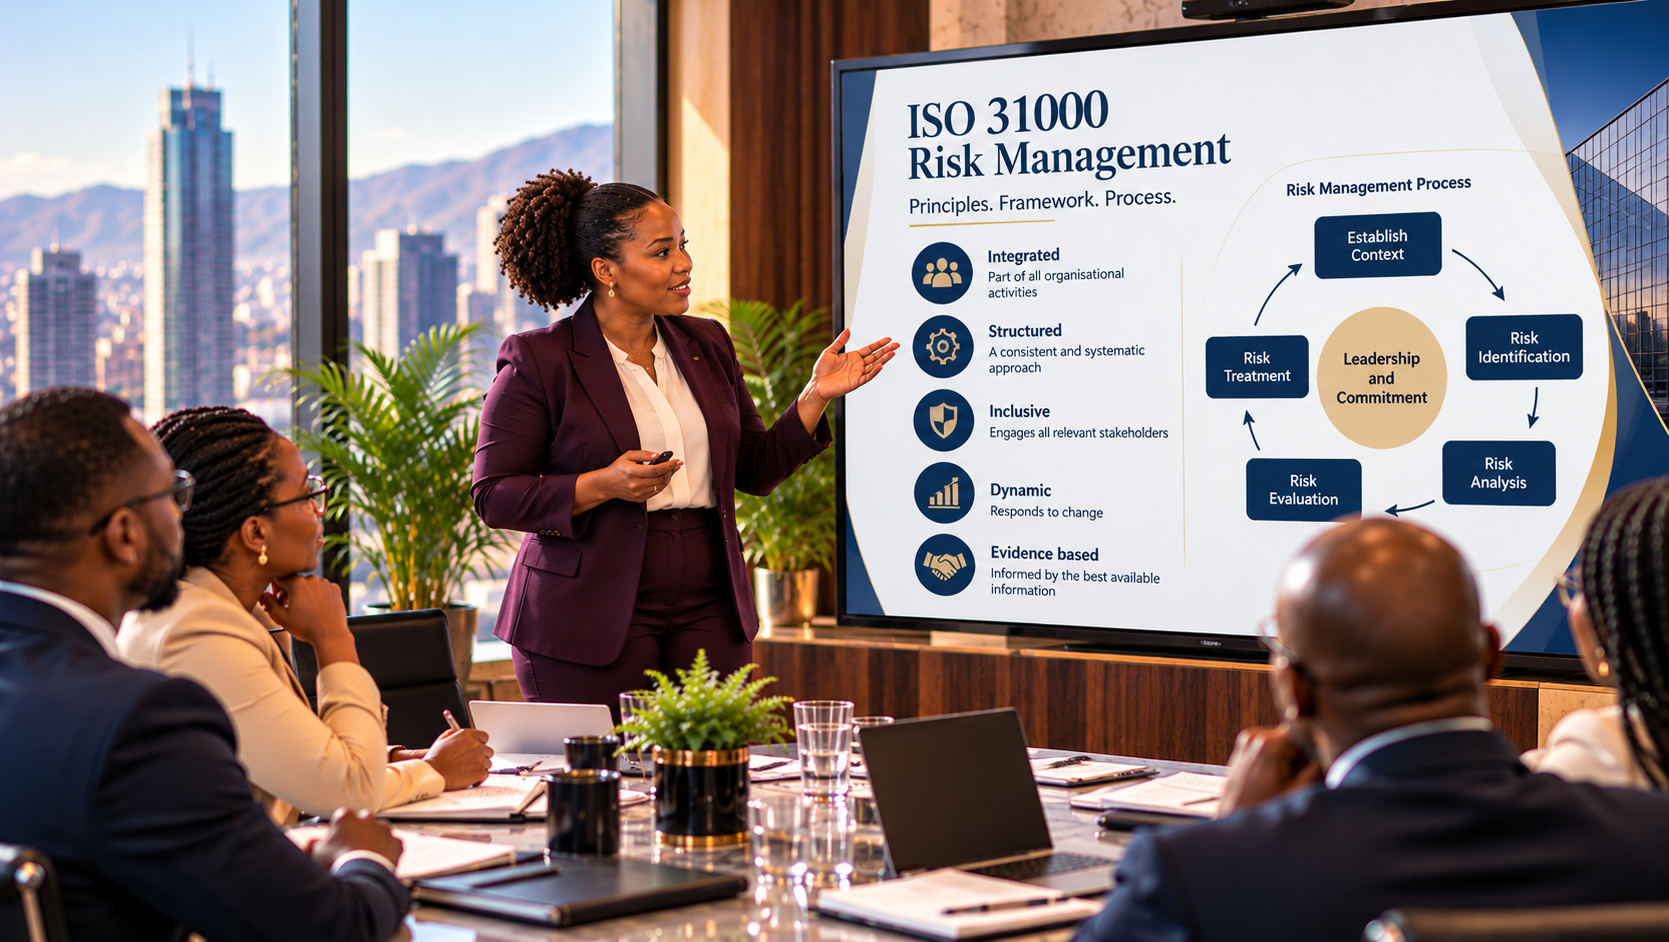 ISO 31000
Risk Management
Principles. Framework. Process.
Integrated
Part of all organisational
activities
Structured
A consistent and systematic
approach
Inclusive
Engages all relevant stakeholders
Dynamic
Responds to change
Evidence based
Informed by the best available
information
Risk Management Process
Establish
Context
Risk
Identification
Risk
Analysis
Risk
Evaluation
Risk
Treatment
Leadership
and
Commitment